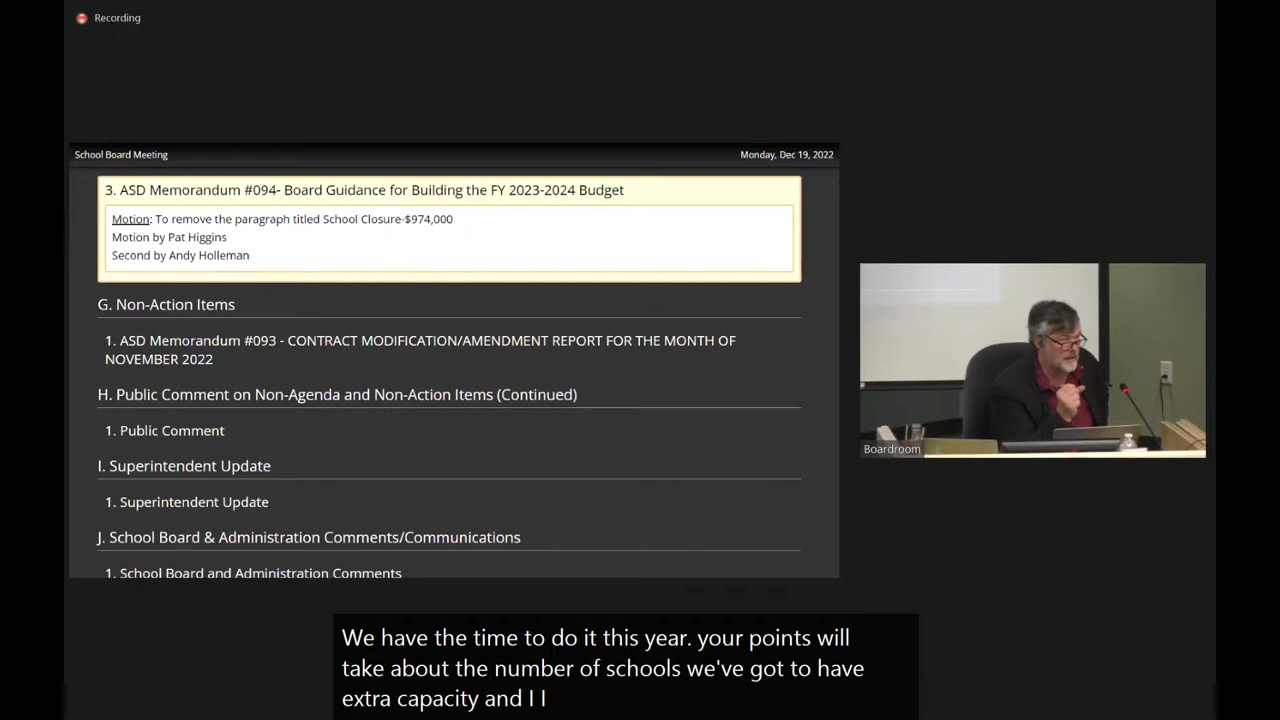 Recording
School Board Meeting
Monday, Dec 19, 2022
3. ASD Memorandum #094- Board Guidance for Building the FY 2023-2024 Budget
Motion: To remove the paragraph titled School Closure-$974,000
Motion by Pat Higgins
Second by Andy Holleman
G. Non-Action Items
1. ASD Memorandum #093 - CONTRACT MODIFICATION/AMENDMENT REPORT FOR THE MONTH OF
NOVEMBER 2022
H. Public Comment on Non-Agenda and Non-Action Items (Continued)
1. Public Comment
I. Superintendent Update
1. Superintendent Update
J. School Board & Administration Comments/Communications
1. School Board and Administration Comments
Boardroom
We have the time to do it this year. your points will
take about the number of schools we've got to have
extra capacity and I I